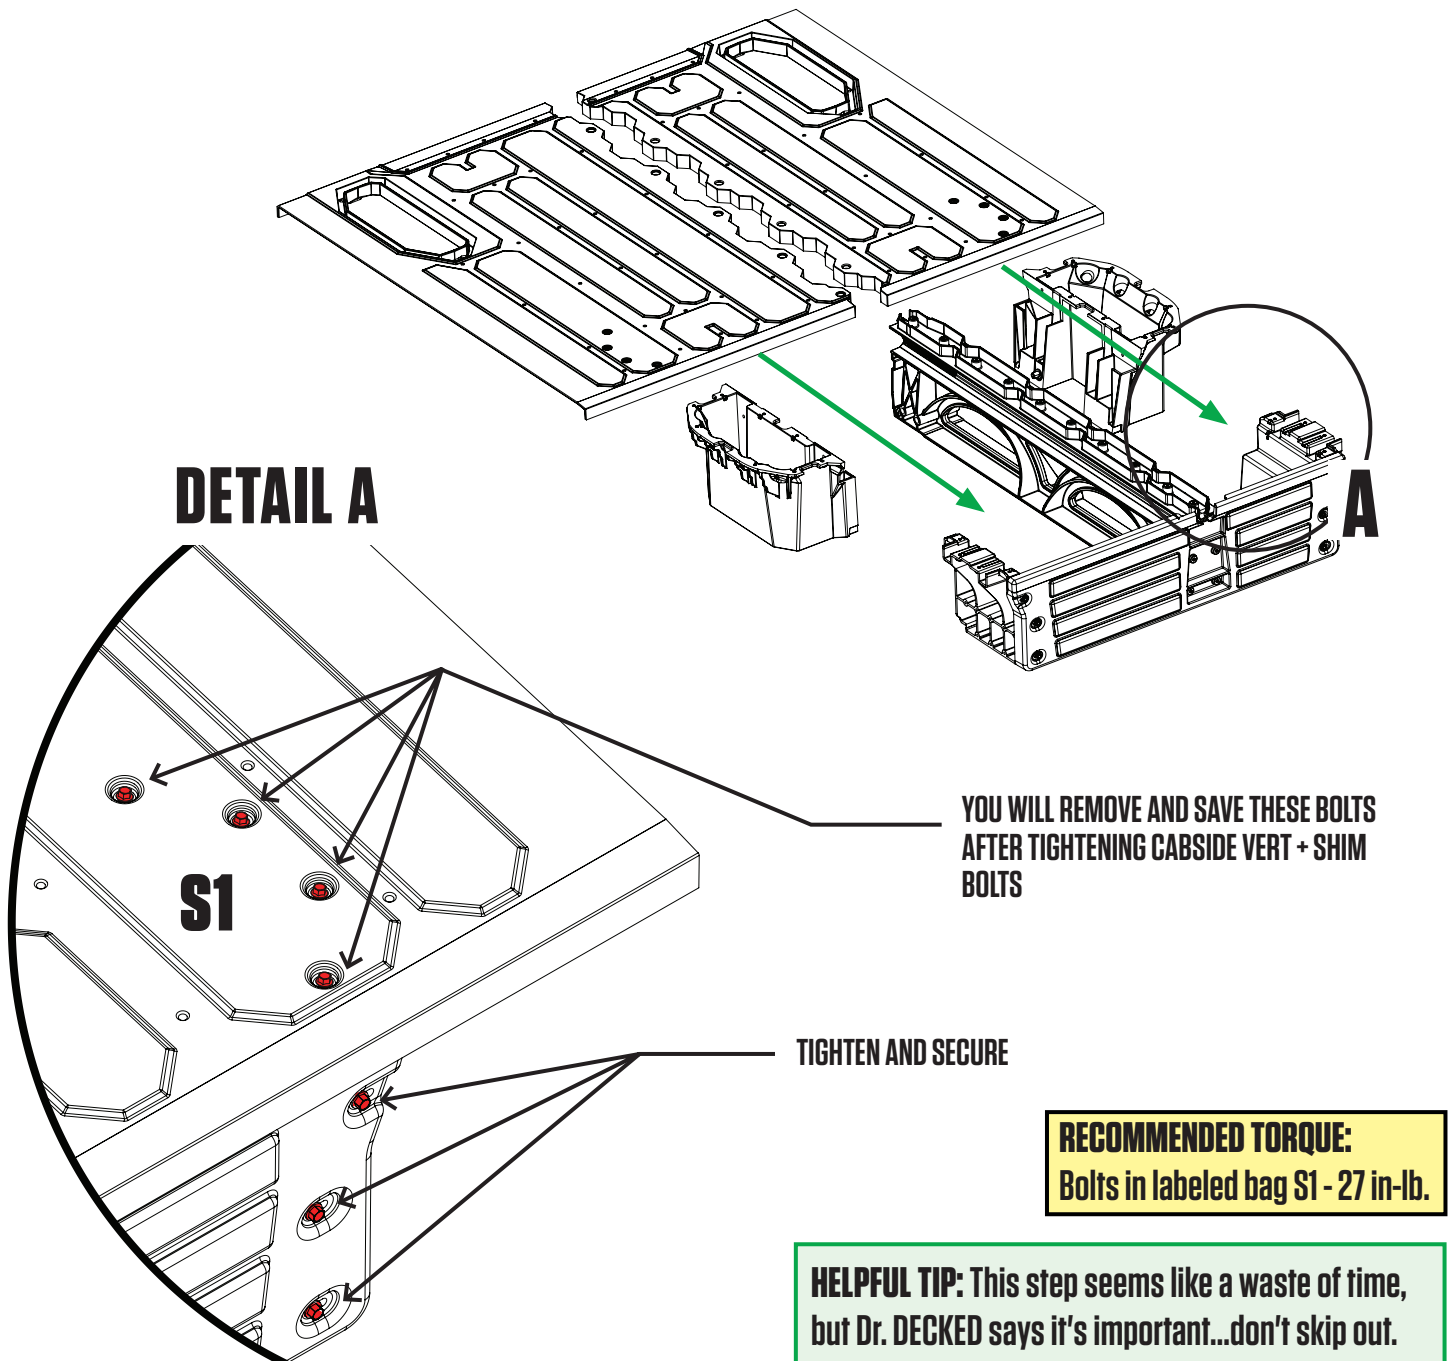 DETAIL A
A
YOU WILL REMOVE AND SAVE THESE BOLTS
AFTER TIGHTENING CABSIDE VERT + SHIM
BOLTS
S1
TIGHTEN AND SECURE
RECOMMENDED TORQUE:
Bolts in labeled bag S1 - 27 in-lb.
HELPFUL TIP: This step seems like a waste of time,
but Dr. DECKED says it's important...don't skip out.